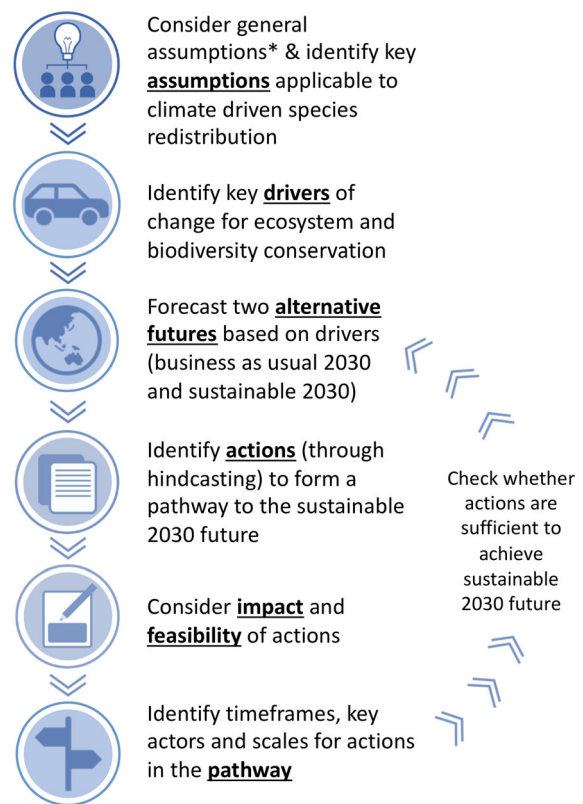 Consider general
assumptions* & identify key
assumptions applicable to
climate driven species
redistribution
Identify key drivers of
change for ecosystem and
biodiversity conservation
Forecast two alternative
futures based on drivers
(business as usual 2030
and sustainable 2030)
Identify actions (through
hindcasting) to form a
pathway to the sustainable
2030 future
Check whether
actions are
sufficient to
achieve
sustainable
2030 future
Consider impact and
feasibility of actions
Identify timeframes, key
actors and scales for actions
in the pathway